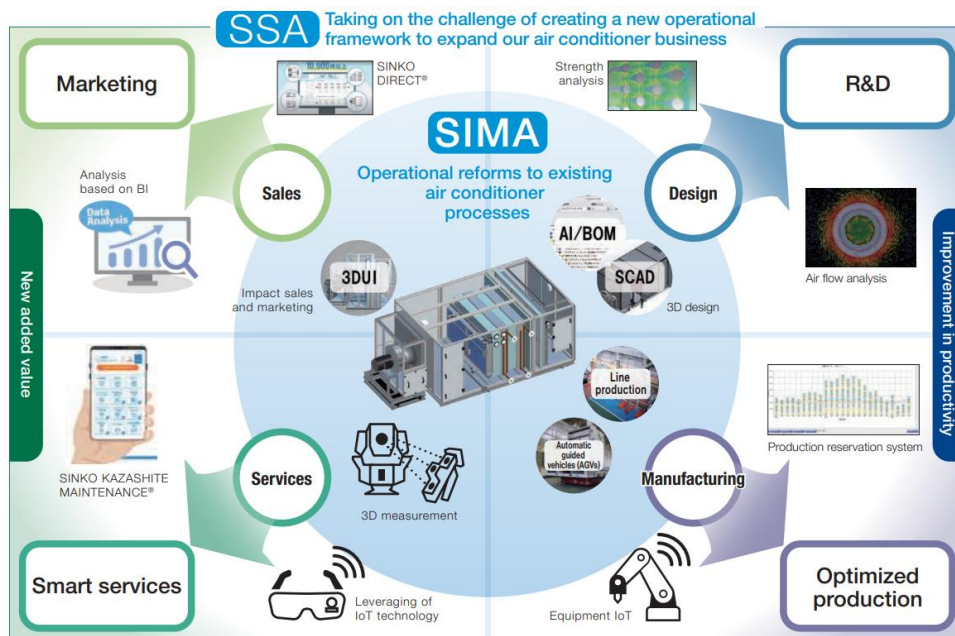 SSA
Taking on the challenge of creating a new operational
framework to expand our air conditioner business
Marketing
SINKO
DIRECT®
Strength
analysis
R&D
SIMA
Operational reforms to existing
air conditioner
processes
Analysis
based on BI
Data
Analysis
Sales
Design
AI/BOM
3DUI
SCAD
Impact sales
and marketing
3D design
Air flow analysis
New added value
Improvement in productivity
Line
production
Automatic
guided
vehicles (AGVs)
Production reservation system
SINKO KAZASHITE
MAINTENANCE®
Services
3D measurement
Manufacturing
Smart services
Leveraging of
IoT technology
Equipment IoT
Optimized
production